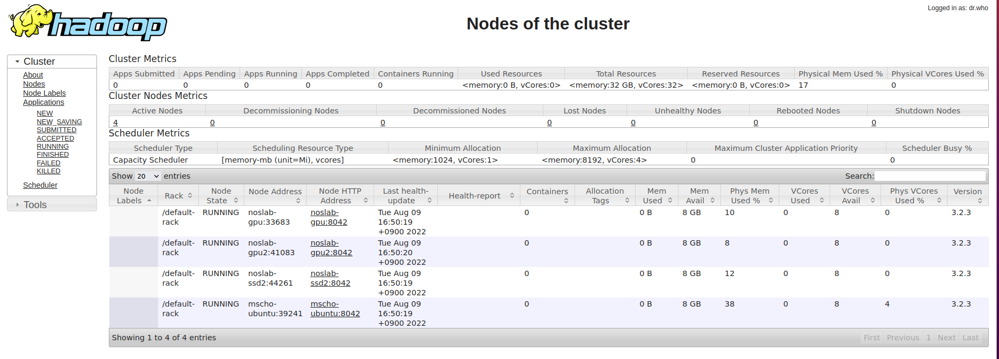 hadoop
Nodes of the cluster
Logged in as: dr.who
Cluster
About
Nodes
Node Labels
Applications
NEW
NEW_SAVING
SUBMITTED
ACCEPTED
RUNNING
FINISHED
FAILED
KILLED
Scheduler
Tools
Cluster Metrics
Apps Submitted Apps Pending Apps Running Apps Completed Containers Running Used Resources Total Resources Reserved Resources Physical Mem Used % Physical VCores Used %
0 0 0 0 0 <memory:0 B, vCores:0> <memory:32 GB, vCores:32> <memory:0 B, vCores:0> 17 0
Cluster Nodes Metrics
Active Nodes Decommissioning Nodes Decommissioned Nodes Lost Nodes Unhealthy Nodes Rebooted Nodes Shutdown Nodes
4 0 0 0 0 0 0
Scheduler Metrics
Scheduler Type Scheduling Resource Type Minimum Allocation Maximum Allocation Maximum Cluster Application Priority Scheduler Busy %
Capacity Scheduler [memory-mb (unit=Mi), vcores] <memory:1024, vCores:1> <memory:8192, vCores:4> 0 0
Show 20 entries Search:
Node Rack Node Node Address Node HTTP Last health- Health-report Containers Allocation Mem Mem Phys Mem VCores VCores Phys VCores Version
Labels State Address update Tags Used Avail Used % Used Avail Used %
/default- RUNNING noslab- noslab- Tue Aug 09 0 0 B 8 GB 10 0 8 0 3.2.3
rack gpu:33683 gpu:8042 16:50:19
+0900 2022
/default- RUNNING noslab- noslab- Tue Aug 09 0 0 B 8 GB 8 0 8 0 3.2.3
rack gpu2:41083 gpu2:8042 16:50:20
+0900 2022
/default- RUNNING noslab- noslab- Tue Aug 09 0 0 B 8 GB 12 0 8 0 3.2.3
rack ssd2:44261 ssd2:8042 16:50:19
+0900 2022
/default- RUNNING mscho- mscho- Tue Aug 09 0 0 B 8 GB 38 0 8 4 3.2.3
rack ubuntu:39241 ubuntu:8042 16:50:19
+0900 2022
Showing 1 to 4 of 4 entries First Previous 1 Next Last